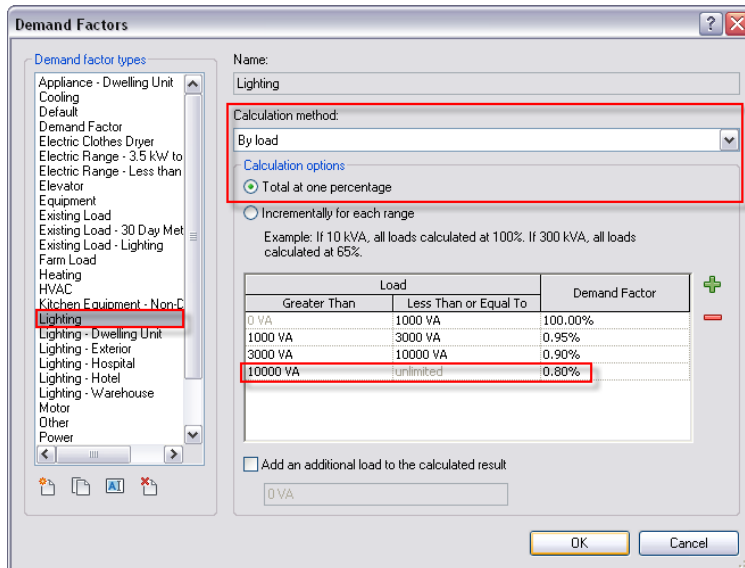 Demand Factors
Demand factor types
Appliance - Dwelling Unit
Cooling
Default
Demand Factor
Electric Clothes Dryer
Electric Range - 3.5 kW to
Electric Range - Less than
Elevator
Equipment
Existing Load
Existing Load - 30 Day Met
Existing Load - Lighting
Farm Load
Heating
HVAC
Kitchen Equipment - Non-D
Lighting
Lighting - Dwelling Unit
Lighting - Exterior
Lighting - Hospital
Lighting - Hotel
Lighting - Warehouse
Motor
Other
Power
AI
Name:
Lighting
Calculation method:
By load
Calculation options
Total at one percentage
Incrementally for each range
Example: If 10 kVA, all loads calculated at 100%. If 300 kVA, all loads
calculated at 65%.
Load Demand Factor
Greater Than Less Than or Equal To
0 VA 1000 VA 100.00%
1000 VA 3000 VA 0.95%
3000 VA 10000 VA 0.90%
10000 VA unlimited 0.80%
Add an additional load to the calculated result
0 VA
OK Cancel